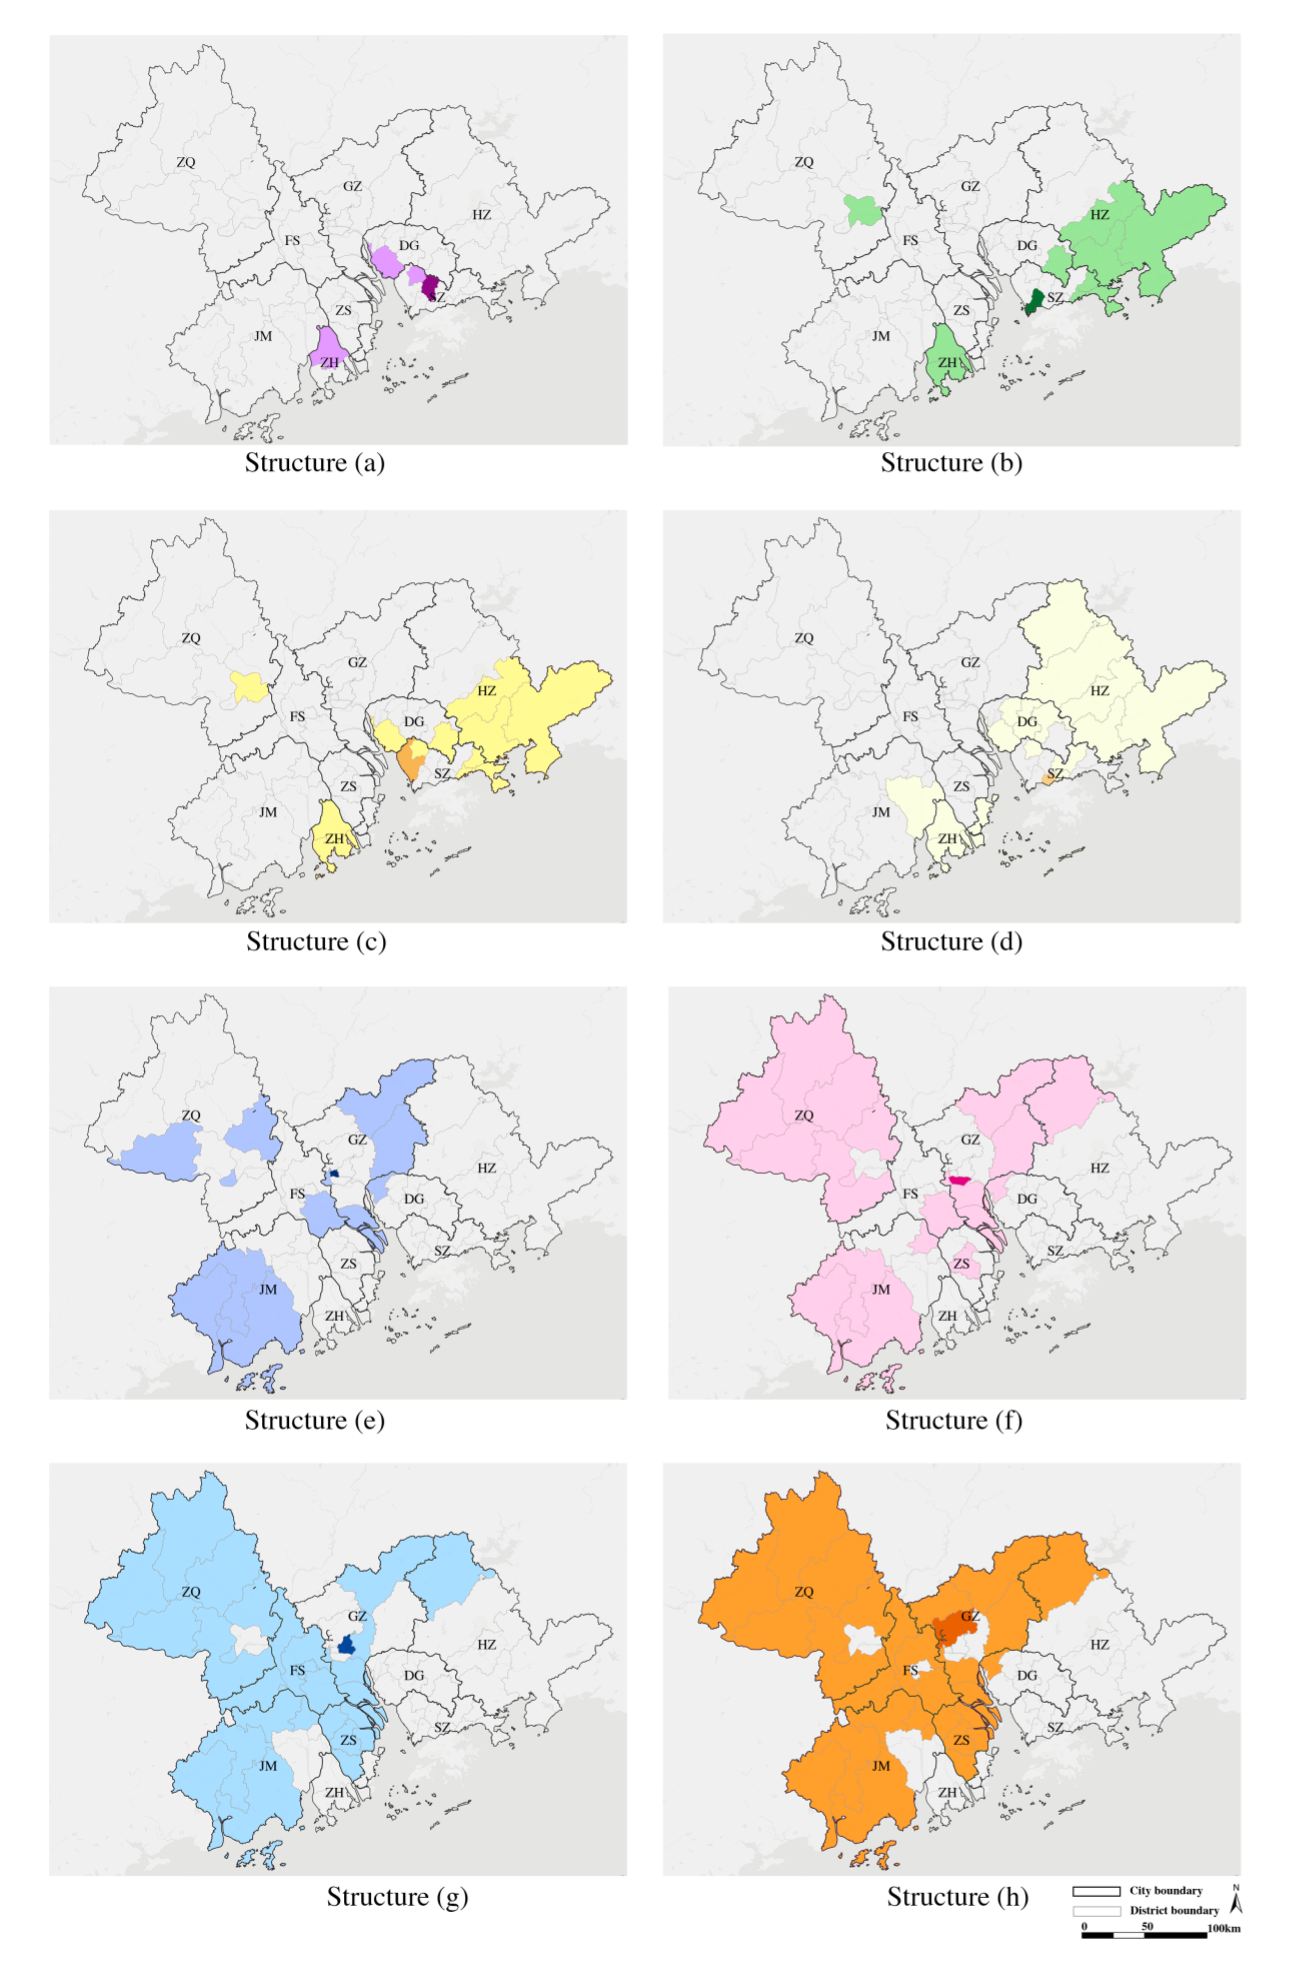 ZQ
GZ
HZ
FS
DG
SZ
ZS
JM
ZH
Structure (a)
ZQ
GZ
HZ
FS
DG
SZ
ZS
JM
ZH
Structure (b)
ZQ
GZ
HZ
FS
DG
SZ
ZS
JM
ZH
Structure (c)
ZQ
GZ
HZ
FS
DG
SZ
ZS
JM
ZH
Structure (d)
ZQ
GZ
HZ
FS
DG
SZ
ZS
JM
ZH
Structure (e)
ZQ
GZ
HZ
FS
DG
SZ
ZS
JM
ZH
Structure (f)
ZQ
GZ
HZ
FS
DG
SZ
ZS
JM
ZH
Structure (g)
ZQ
GZ
HZ
FS
DG
SZ
ZS
JM
ZH
Structure (h)
City boundary
N
District boundary
0 50 100km